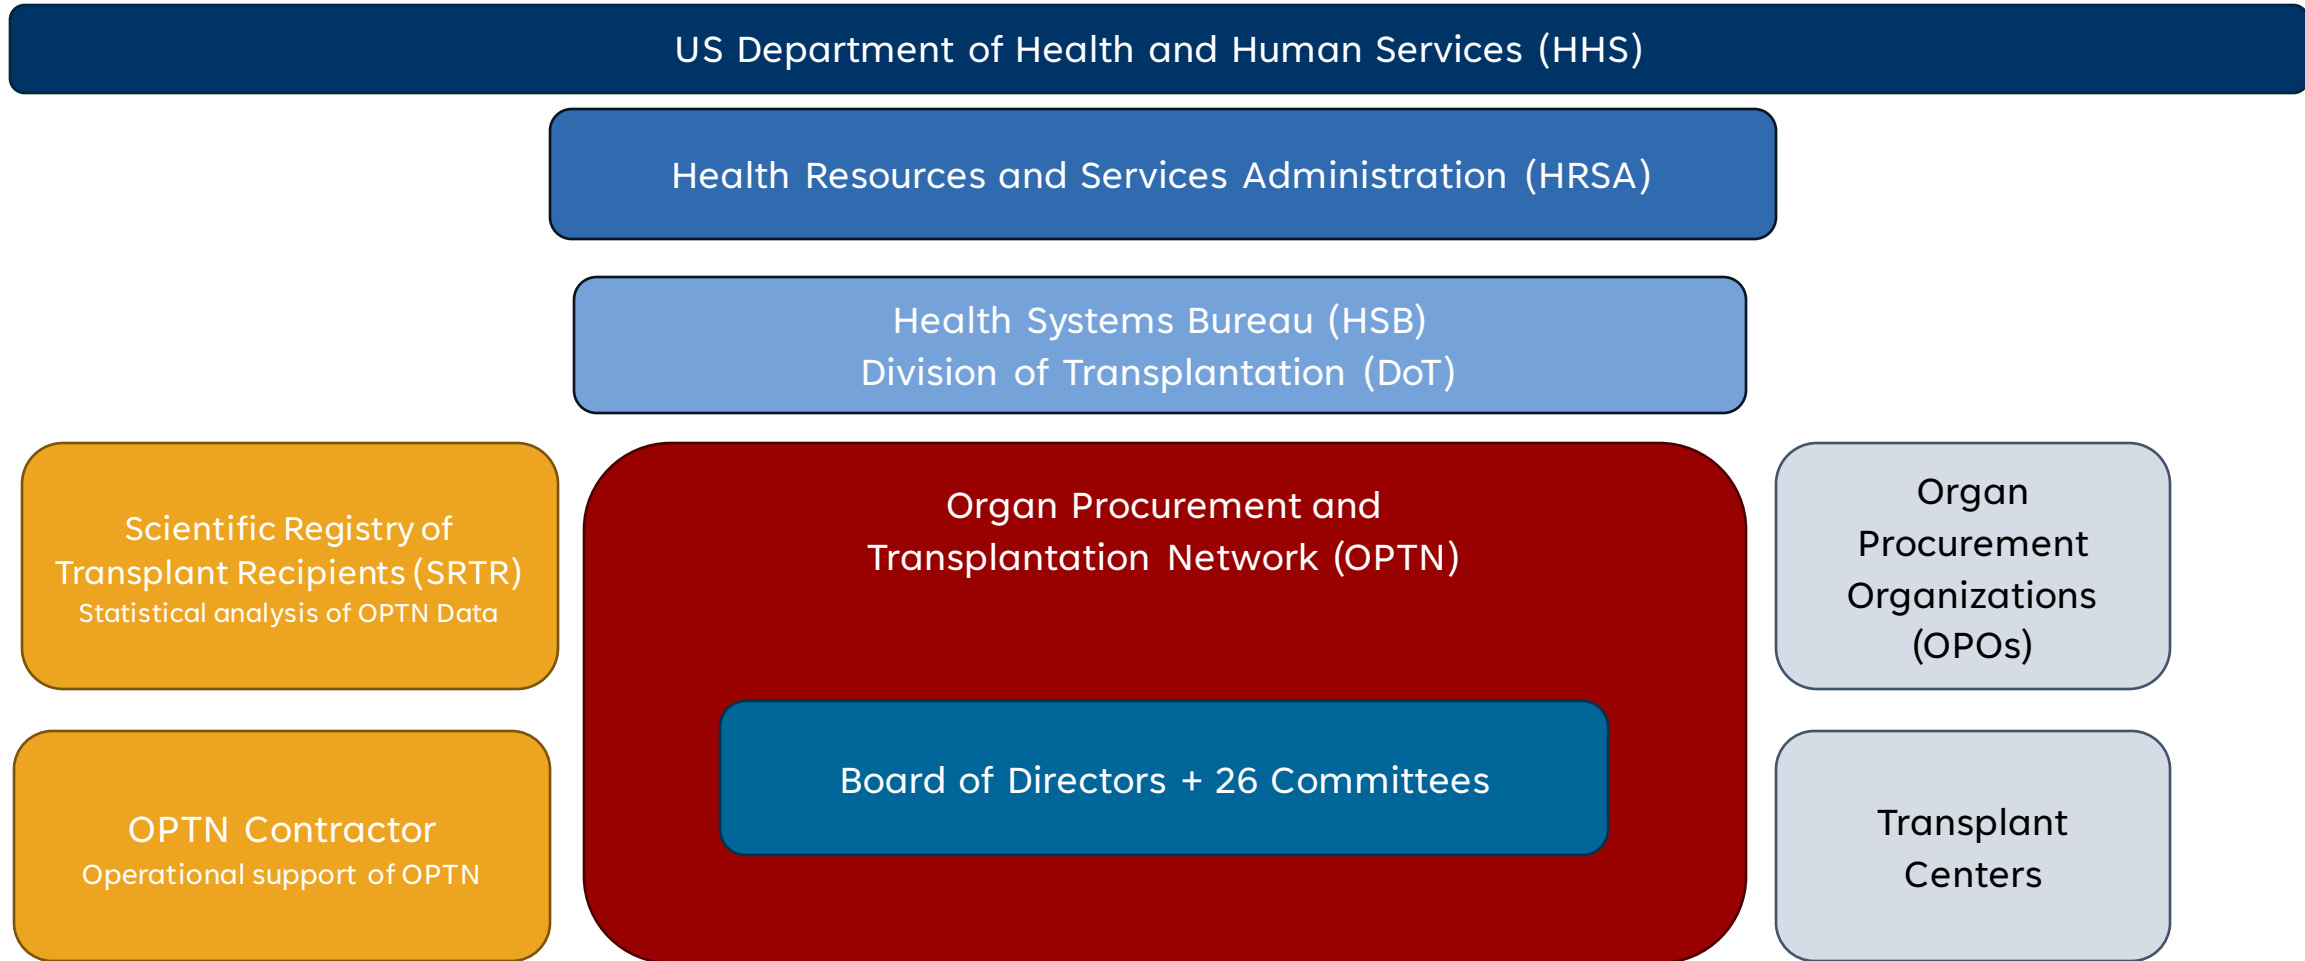 US Department of Health and Human Services (HHS)
Health Resources and Services Administration (HRSA)
Health Systems Bureau (HSB)
Division of Transplantation (DoT)
Scientific Registry of
Transplant Recipients (SRTR)
Statistical analysis of OPTN Data
Organ Procurement and
Transplantation Network (OPTN)
Organ
Procurement
Organizations
(OPOs)
OPTN Contractor
Operational support of OPTN
Board of Directors + 26 Committees
Transplant
Centers